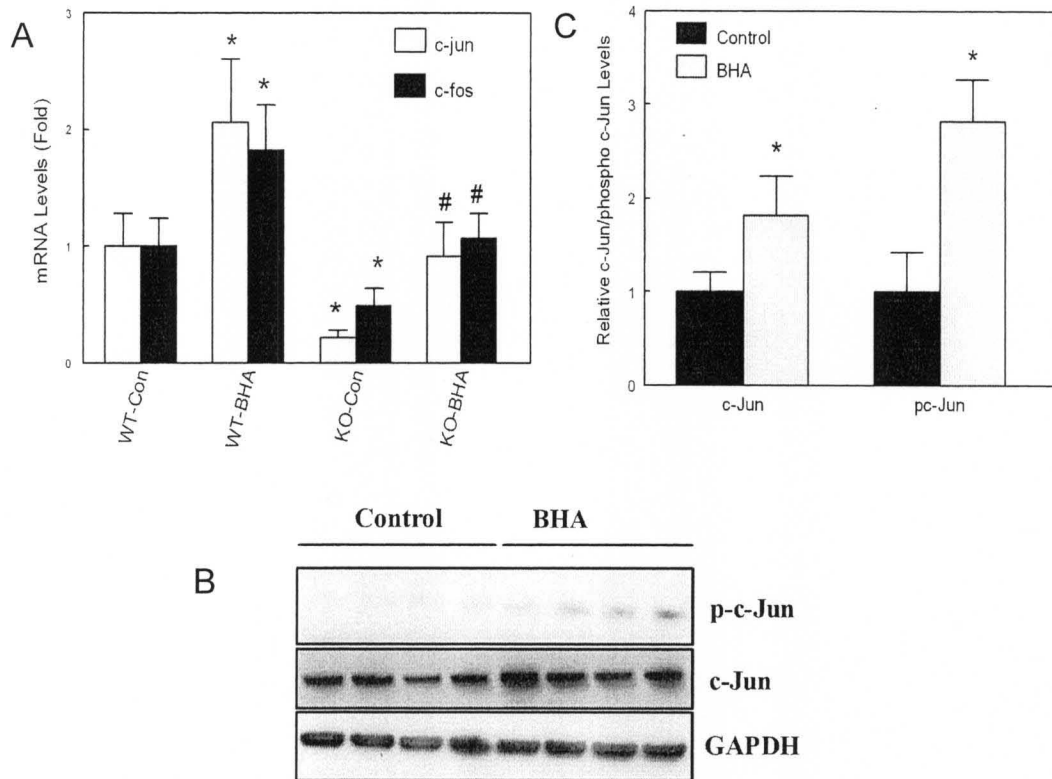 A
* * * * # #
c-jun
c-fos
mRNA Levels (Fold)
3
2
1
0
WT-Con
WT-BHA
KO-Con
KO-BHA
C
* *
Control
BHA
Relative c-Jun/phospho c-Jun Levels
4
3
2
1
0
c-Jun
pc-Jun
B
Control BHA
p-c-Jun
c-Jun
GAPDH